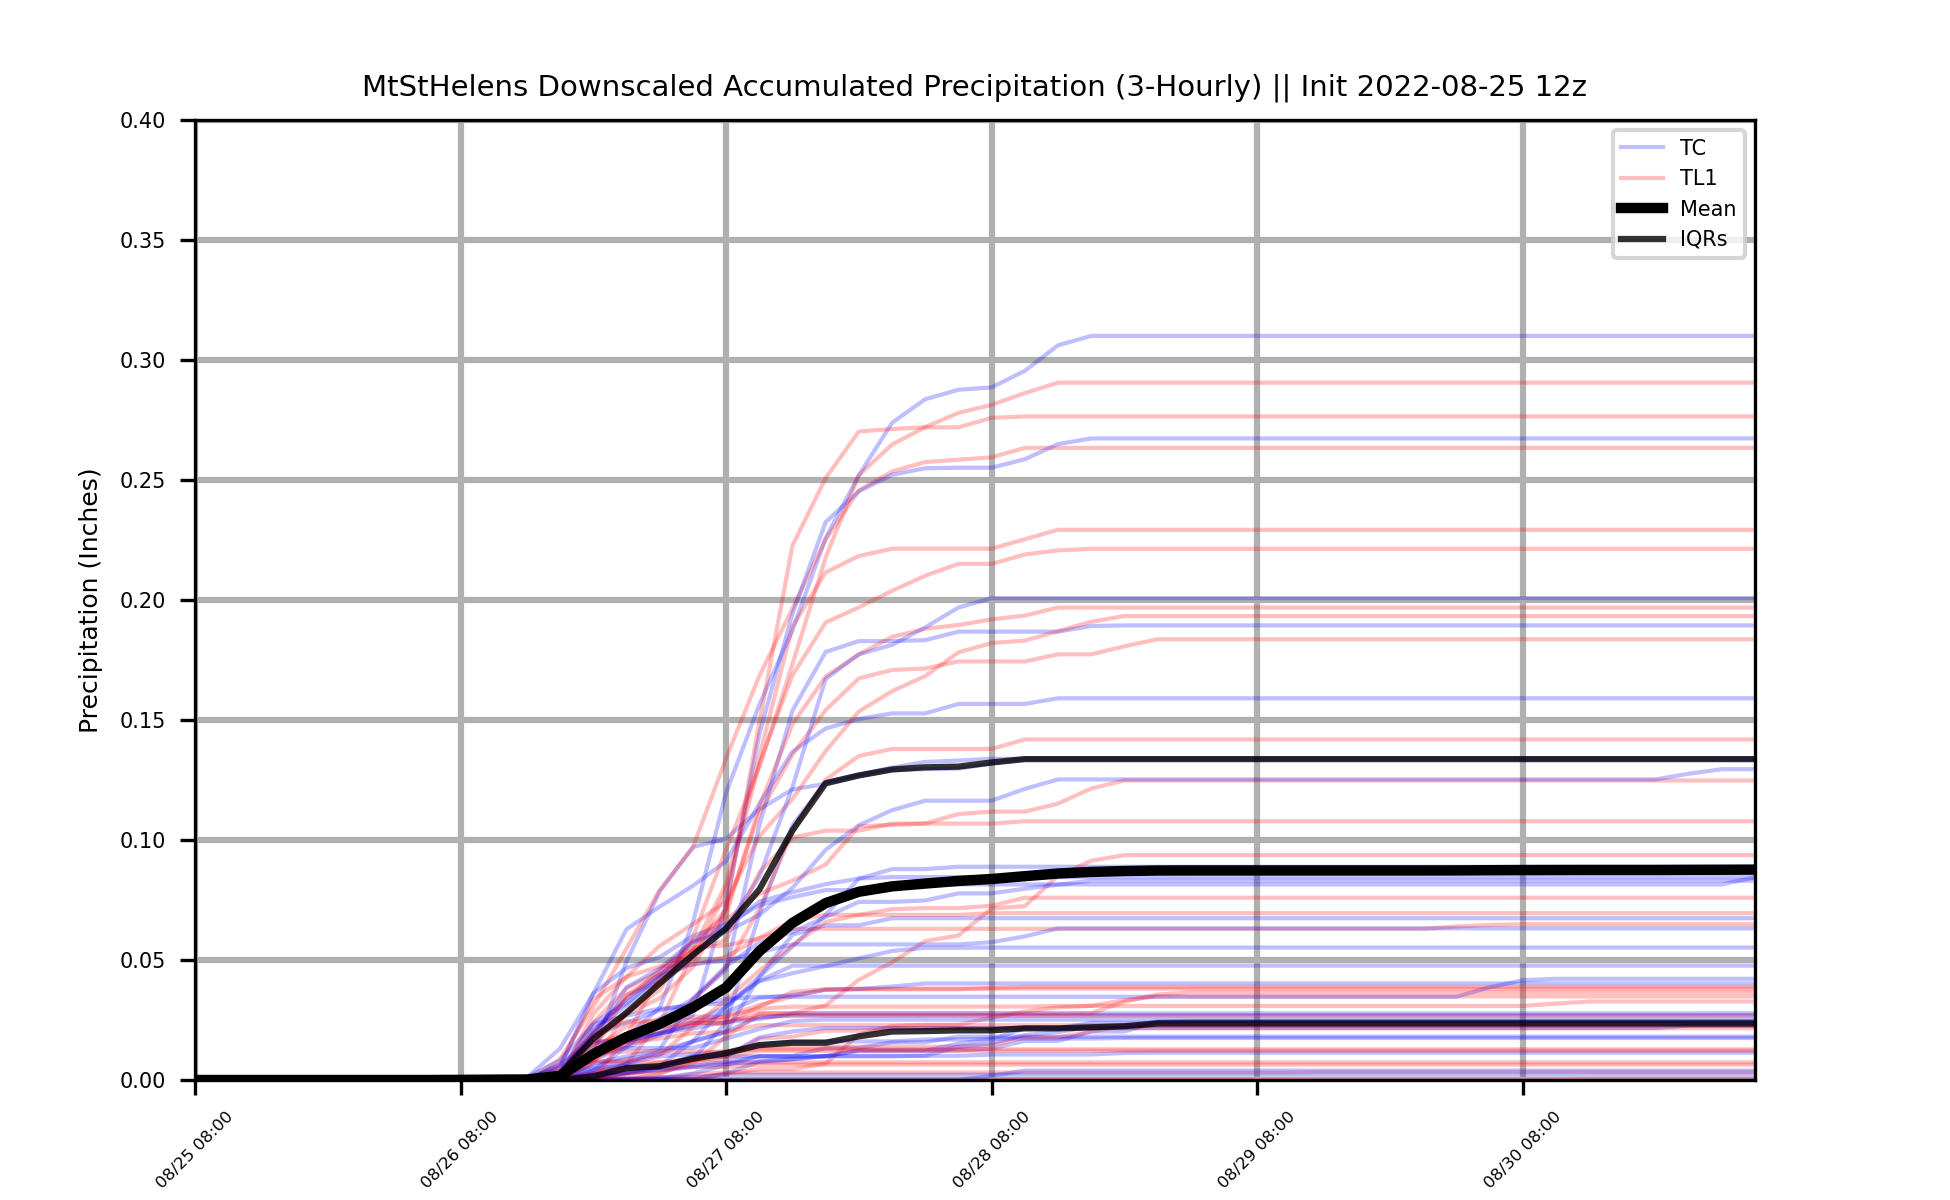 MtStHelens Downscaled Accumulated Precipitation (3-Hourly) || Init 2022-08-25 12z
TC
TL1
Mean
IQRs
Precipitation (Inches)
0.40
0.35
0.30
0.25
0.20
0.15
0.10
0.05
0.00
08/25 08:00
08/26 08:00
08/27 08:00
08/28 08:00
08/29 08:00
08/30 08:00